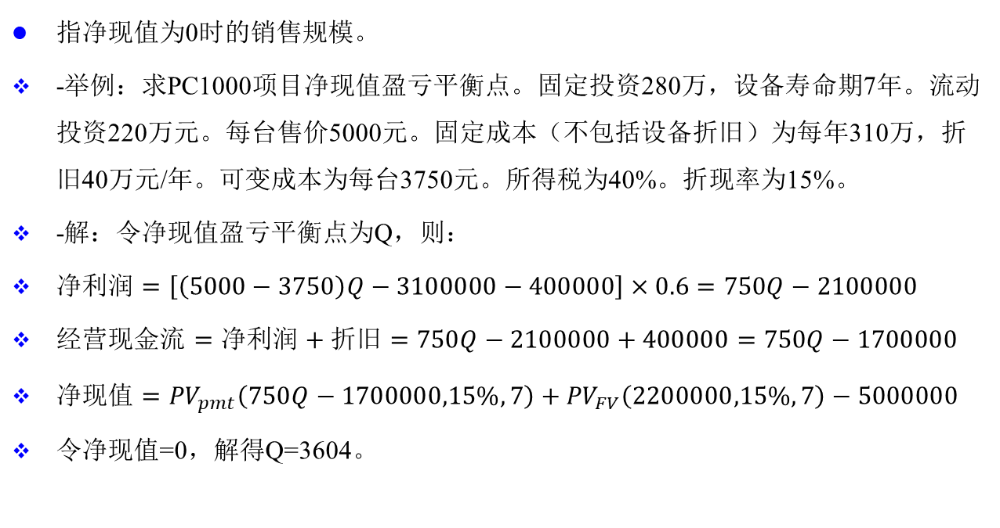 指净现值为0时的销售规模。
-举例：求PC1000项目净现值盈亏平衡点。固定投资280万，设备寿命期7年。流动
投资220万元。每台售价5000元。固定成本（不包括设备折旧）为每年310万，折
旧40万元/年。可变成本为每台3750元。所得税为40%。折现率为15%。
-解：令净现值盈亏平衡点为Q，则：
净利润 = [(5000 − 3750)Q − 3100000 − 400000] × 0.6 = 750Q − 2100000
经营现金流 = 净利润 + 折旧 = 750Q − 2100000 + 400000 = 750Q − 1700000
净现值 = PV_{pmt}(750Q − 1700000,15%, 7) + PV_{FV}(2200000,15%, 7) − 5000000
令净现值=0，解得Q=3604。